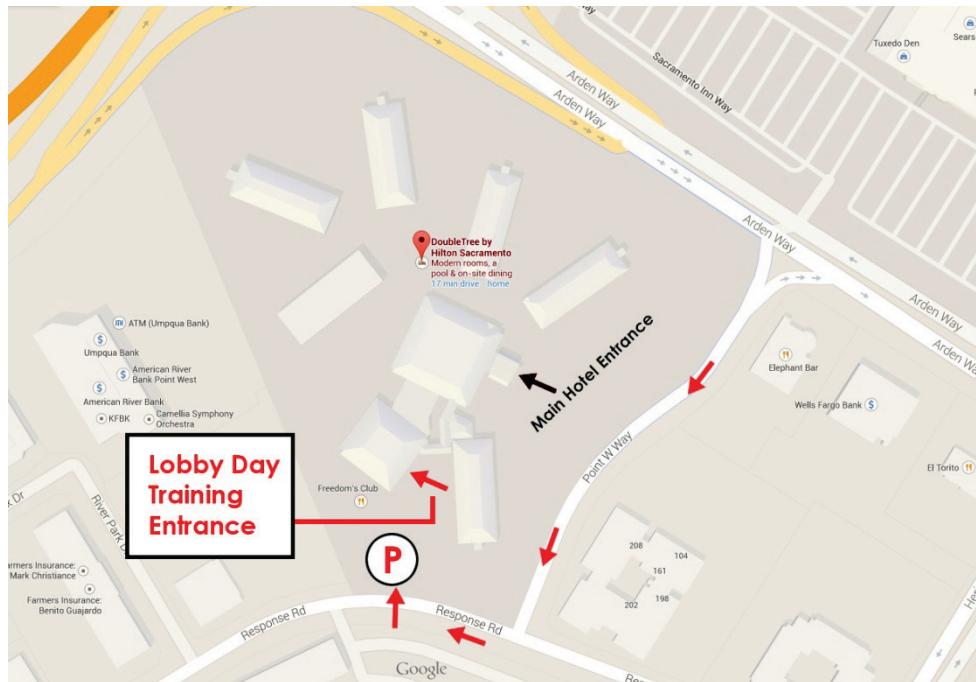 Arden Way
Arden Way
Sacramento Inn Way
Tuxedo Den
Sears
DoubleTree by
Hilton Sacramento
Modern rooms, a
pool & on-site dining
17 min drive - home
Arden Way
Arden Way
Arden Wa
ATM (Umpqua Bank)
Umpqua Bank
American River
Bank Point West
American River Bank
KFBK
Camellia Symphony
Orchestra
Main Hotel Entrance
Elephant Bar
Wells Fargo Bank
El Torito
Point W Way
Lobby Day
Training
Entrance
Freedom's Club
River Park D
Dr
P
208
104
161
198
202
armers Insurance:
Mark Christiance
Farmers Insurance:
Benito Guajardo
Response Rd
Response Rd
Res
He
Google